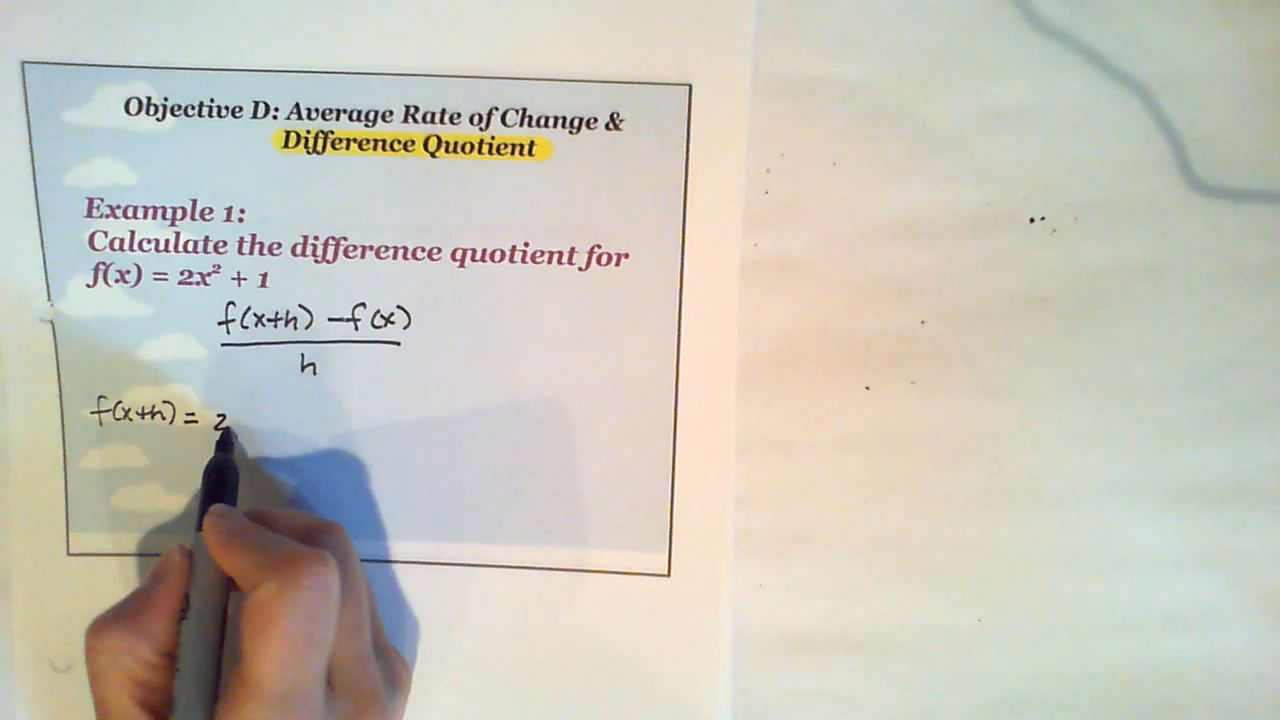 Objective D: Average Rate of Change &
Difference Quotient
Example 1:
Calculate the difference quotient for
f(x) = 2x² + 1
f(x+h) - f(x)
h
f(x+h) = 2